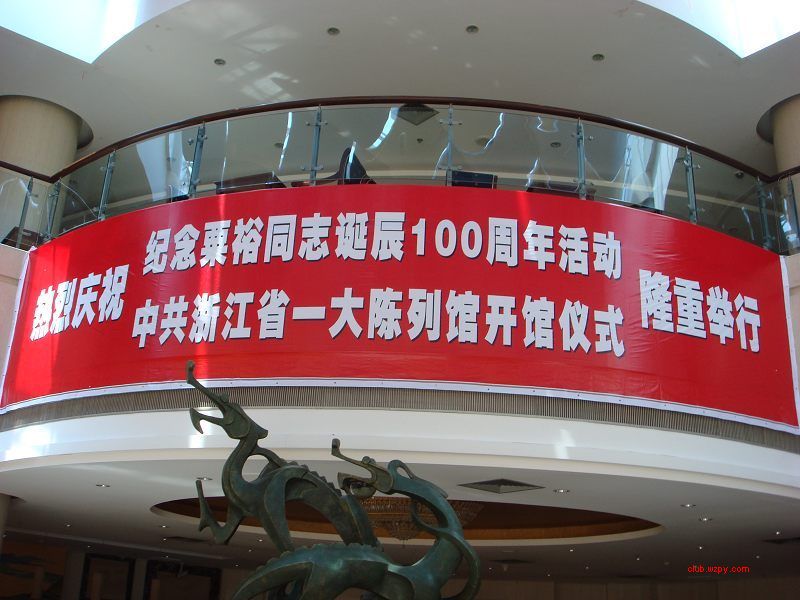 热烈庆祝
纪念粟裕同志诞辰100周年活动
中共浙江省一大陈列馆开馆仪式
隆重举行
club.wzpy.com